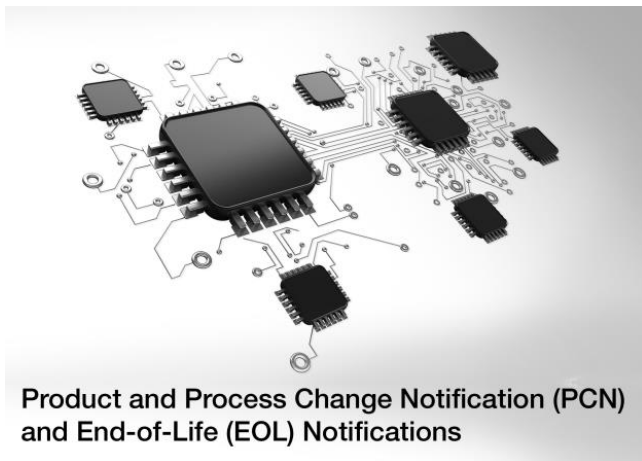 Product and Process Change Notification (PCN)
and End-of-Life (EOL) Notifications